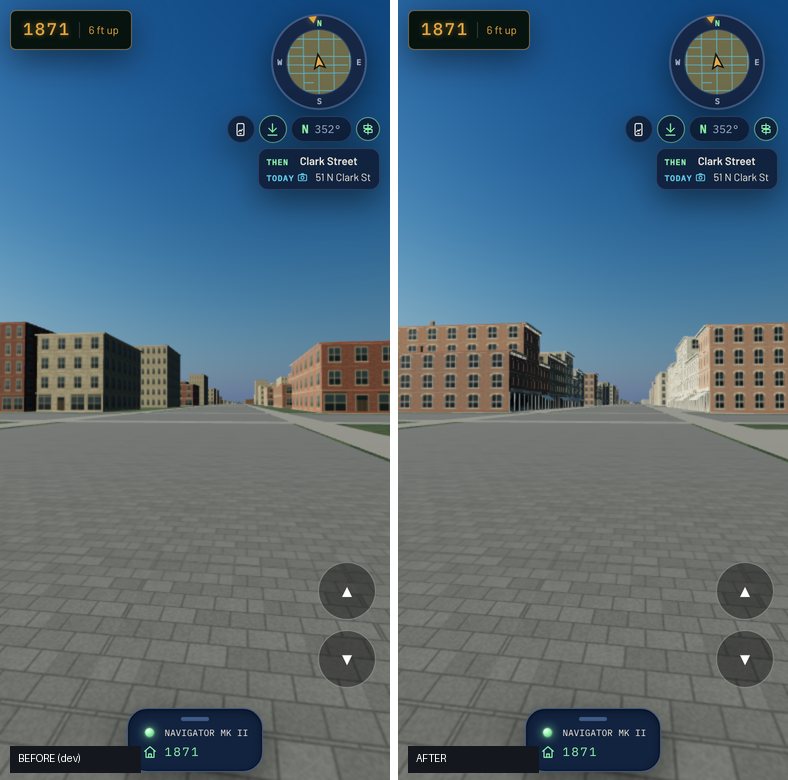 1871 6 ft up
N
W E
S
N 352°
THEN Clark Street
TODAY 51 N Clark St
NAVIGATOR MK II
1871
BEFORE (dev)
1871 6 ft up
N
W E
S
N 352°
THEN Clark Street
TODAY 51 N Clark St
NAVIGATOR MK II
1871
AFTER